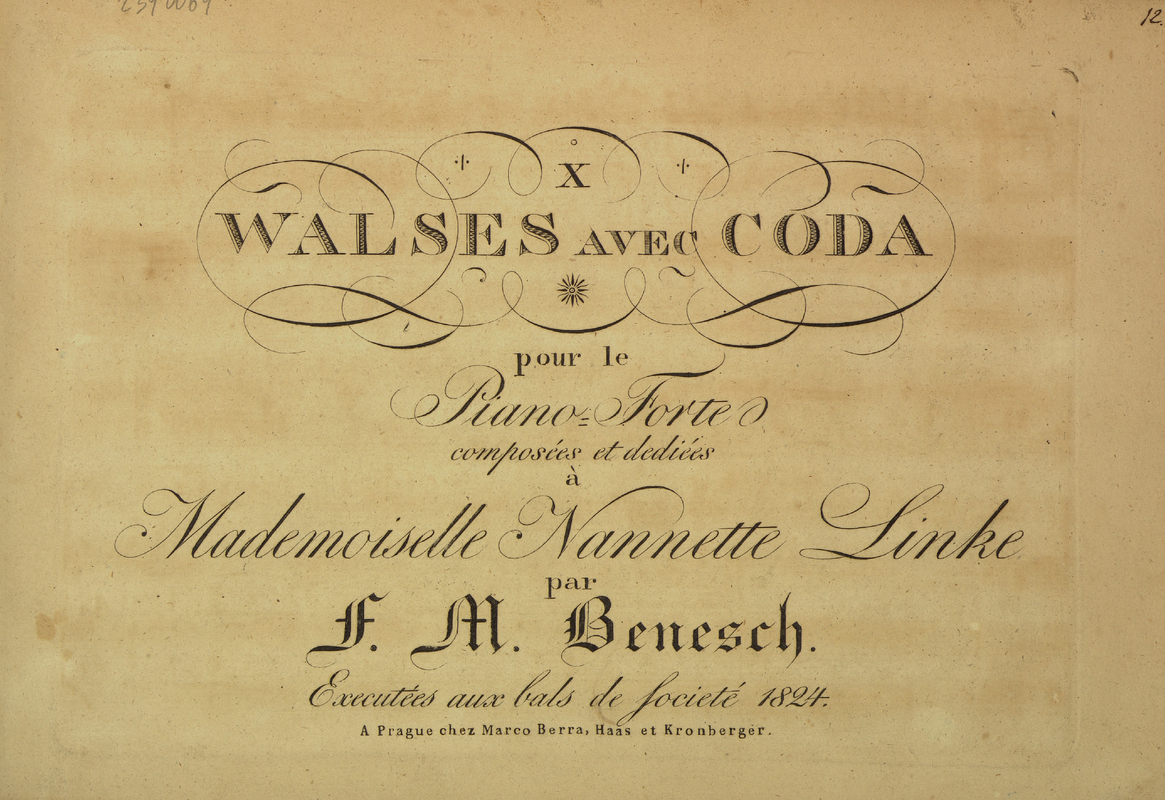 12.
X
WALSES AVEC CODA
pour le
Piano=Forte
composées et dediées
à
Mademoiselle Nannette Linke
par
F. M. Benesch.
Executées aux bals de societé 1824.
A Prague chez Marco Berra, Haas et Kronberger.